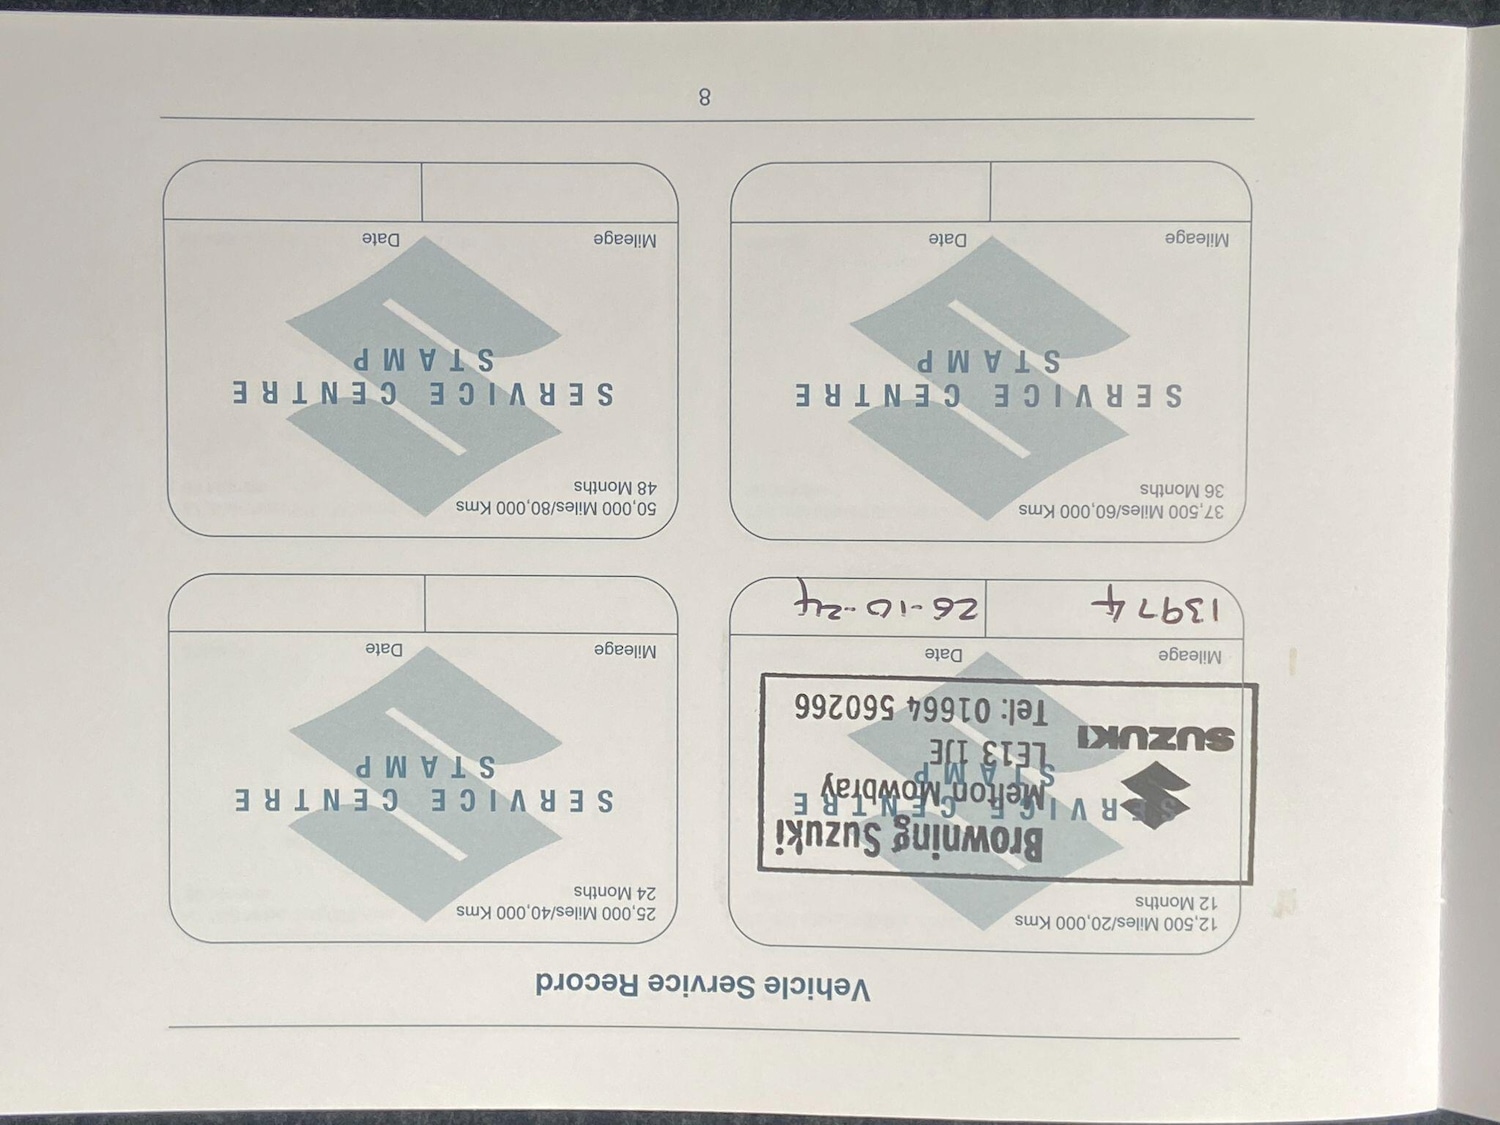 Vehicle Service Record
12,500 Miles/20,000 Kms
12 Months
SERVICE CENTRE
STAMP
SUZUKI
Browning Suzuki
Melton Mowbray
LE13 1JE
Tel: 01664 560266
Mileage
Date
13974
26-10-24
25,000 Miles/40,000 Kms
24 Months
SERVICE CENTRE
STAMP
Mileage
Date
37,500 Miles/60,000 Kms
36 Months
SERVICE CENTRE
STAMP
Mileage
Date
50,000 Miles/80,000 Kms
48 Months
SERVICE CENTRE
STAMP
Mileage
Date
8